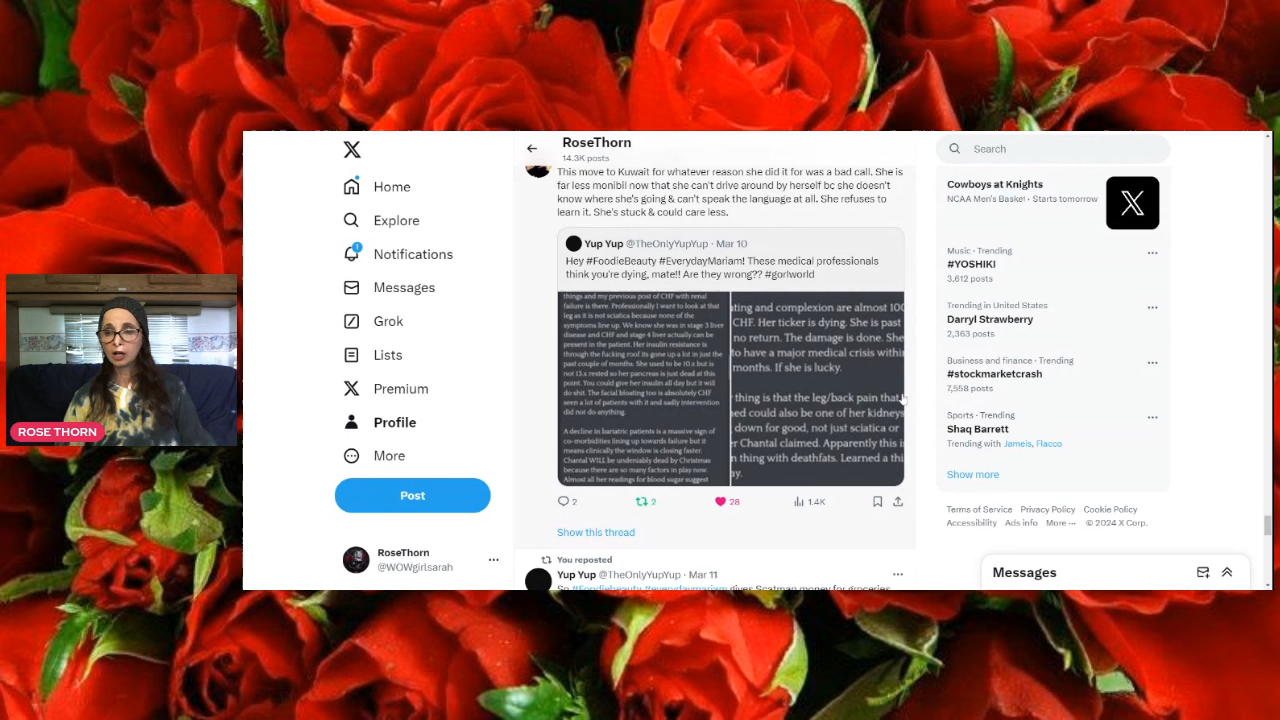 Home
Explore
Notifications
Messages
Grok
Lists
Premium
Profile
More
Post
RoseThorn
@WOWgirlsarah
ROSE THORN
RoseThorn
14.3K posts
This move to Kuwait for whatever reason she did it for was a bad call. She is
far less monibil now that she can't drive around by herself bc she doesn't
know where she's going & can't speak the language at all. She refuses to
learn it. She's stuck & could care less.
Yup Yup @TheOnlyYupYup · Mar 10
Hey #FoodieBeauty #EverydayMariam! These medical professionals
think you're dying, mate!! Are they wrong?? #gorlworld
things and my previous post of CHF with renal
failure is there. Professionally I want to look at that
leg as it is not sciatica because none of the
symptoms line up. We know she was in stage 3 liver
disease and CHF and stage 4 liver actually can be
present in the patient. Her insulin resistance is
through the fucking roof its gone up a lot in just the
past couple of months. She used to be 10.x but is
not 13.x rested so her pancreas is just dead at this
point. You could give her insulin all day but it will
do shit. The facial bloating too is absolutely CHF
seen a lot of patients with it and sadly intervention
did not do anything.
A decline in bariatric patients is a massive sign of
co-morbidities lining up towards failure but it
means clinically the window is closing faster.
Chantal WILL be undeniably dead by Christmas
because there are so many factors in play now.
Almost all her readings for blood sugar suggest
ting and complexion are almost 100
CHF. Her ticker is dying. She is past
no return. The damage is done. She
to have a major medical crisis within
months. If she is lucky.
thing is that the leg/back pain that
ned could also be one of her kidneys
down for good, not just sciatica or
er Chantal claimed. Apparently this is
n thing with deathfats. Learned a thi
ay.
2 2 28 1.4K
Show this thread
You reposted
Yup Yup @TheOnlyYupYup · Mar 11
So #Foodiebeauty #everydaymariam gives Scatman money for groceries
Search
Cowboys at Knights
NCAA Men's Basket · Starts tomorrow
Music · Trending
#YOSHIKI
3,612 posts
Trending in United States
Darryl Strawberry
2,363 posts
Business and finance · Trending
#stockmarketcrash
7,558 posts
Sports · Trending
Shaq Barrett
Trending with Jameis, Flacco
Show more
Terms of Service Privacy Policy Cookie Policy
Accessibility Ads info More ··· © 2024 X Corp.
Messages